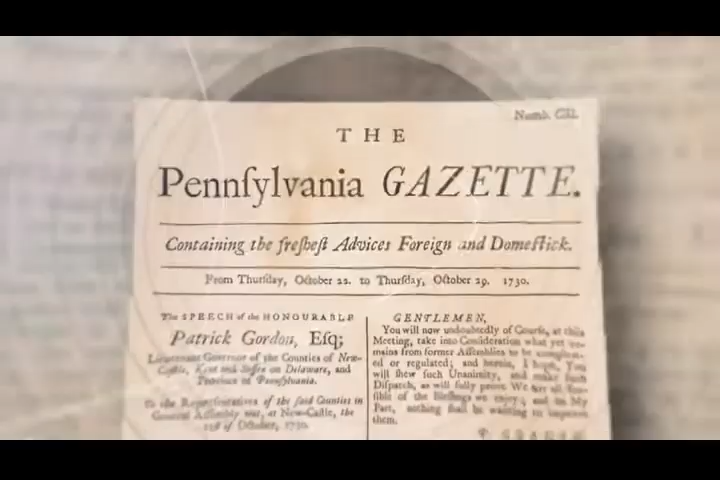 Numb. CII.
THE
Pennſylvania GAZETTE.
Containing the freſheſt Advices Foreign and Domeſtick.
From Thurſday, October 22. to Thurſday, October 29. 1730.
The SPEECH of the HONOURABLE
Patrick Gordon, Eſq;
Lieutenant Governor of the Counties of New-
Caſtle, Kent and Suſſex on Delaware, and
Province of Pennſylvania.
To the Repreſentatives of the ſaid Counties in
General Aſſembly met, at New-Caſtle, the
of October, 1730.
GENTLEMEN,
You will now undoubtedly of Courſe, at this
Meeting, take into Conſideration what yet re-
mains from former Aſſemblies to be compleat-
ed or regulated; and herein, I hope, You
will ſhew ſuch Unanimity, and make ſuch
Diſpatch, as will fully prove We are all ſen-
ſible of the Bleſſings we enjoy; and on My
Part, nothing ſhall be wanting to improve
them.